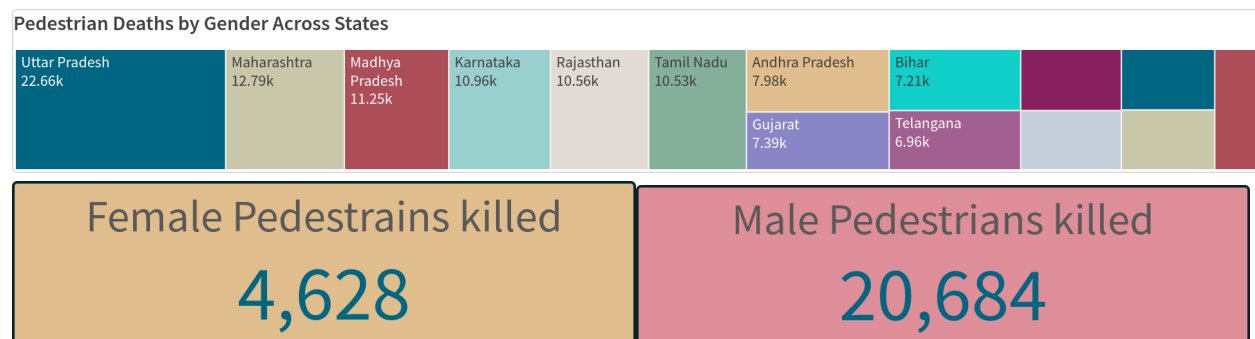 Pedestrian Deaths by Gender Across States
Uttar Pradesh
22.66k
Maharashtra
12.79k
Madhya
Pradesh
11.25k
Karnataka
10.96k
Rajasthan
10.56k
Tamil Nadu
10.53k
Andhra Pradesh
7.98k
Gujarat
7.39k
Bihar
7.21k
Telangana
6.96k
Female Pedestrains killed
4,628
Male Pedestrians killed
20,684